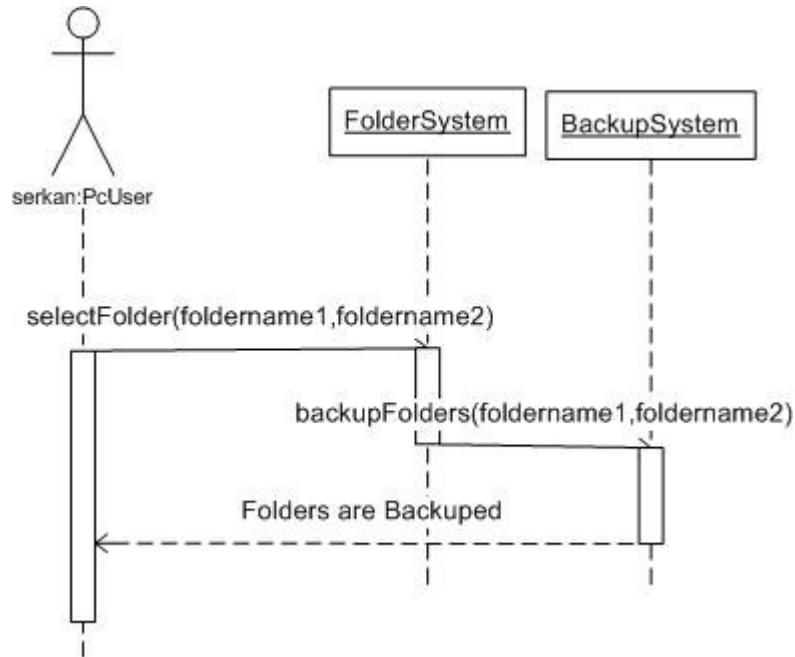 FolderSystem
BackupSystem
serkan:PcUser
selectFolder(foldername1,foldername2)
backupFolders(foldername1,foldername2)
Folders are Backuped